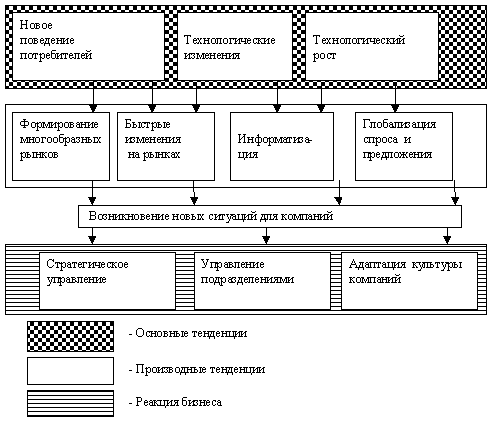 Новое
поведение
потребителей
Технологические
изменения
Технологический
рост
Формирование
многообразных
рынков
Быстрые
изменения
на рынках
Информатиза-
ция
Глобализация
спроса и
предложения
Возникновение новых ситуаций для компаний
Стратегическое
управление
Управление
подразделениями
Адаптация культуры
компаний
- Основные тенденции
- Производные тенденции
- Реакция бизнеса